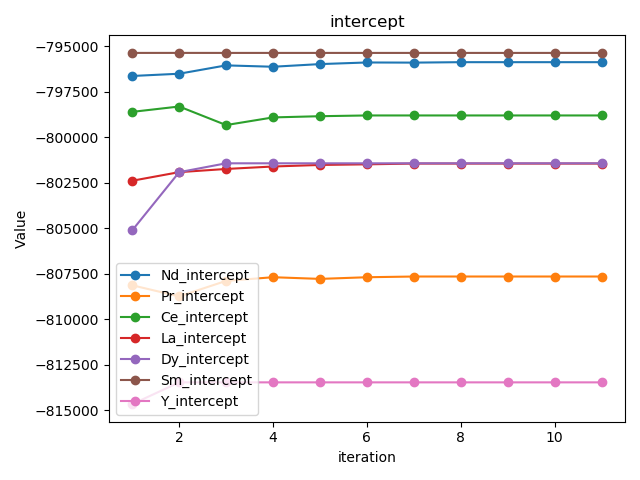 intercept
−795000
−797500
−800000
−802500
−805000
−807500
−810000
−812500
−815000
Value
Nd_intercept
Pr_intercept
Ce_intercept
La_intercept
Dy_intercept
Sm_intercept
Y_intercept
2 4 6 8 10
iteration